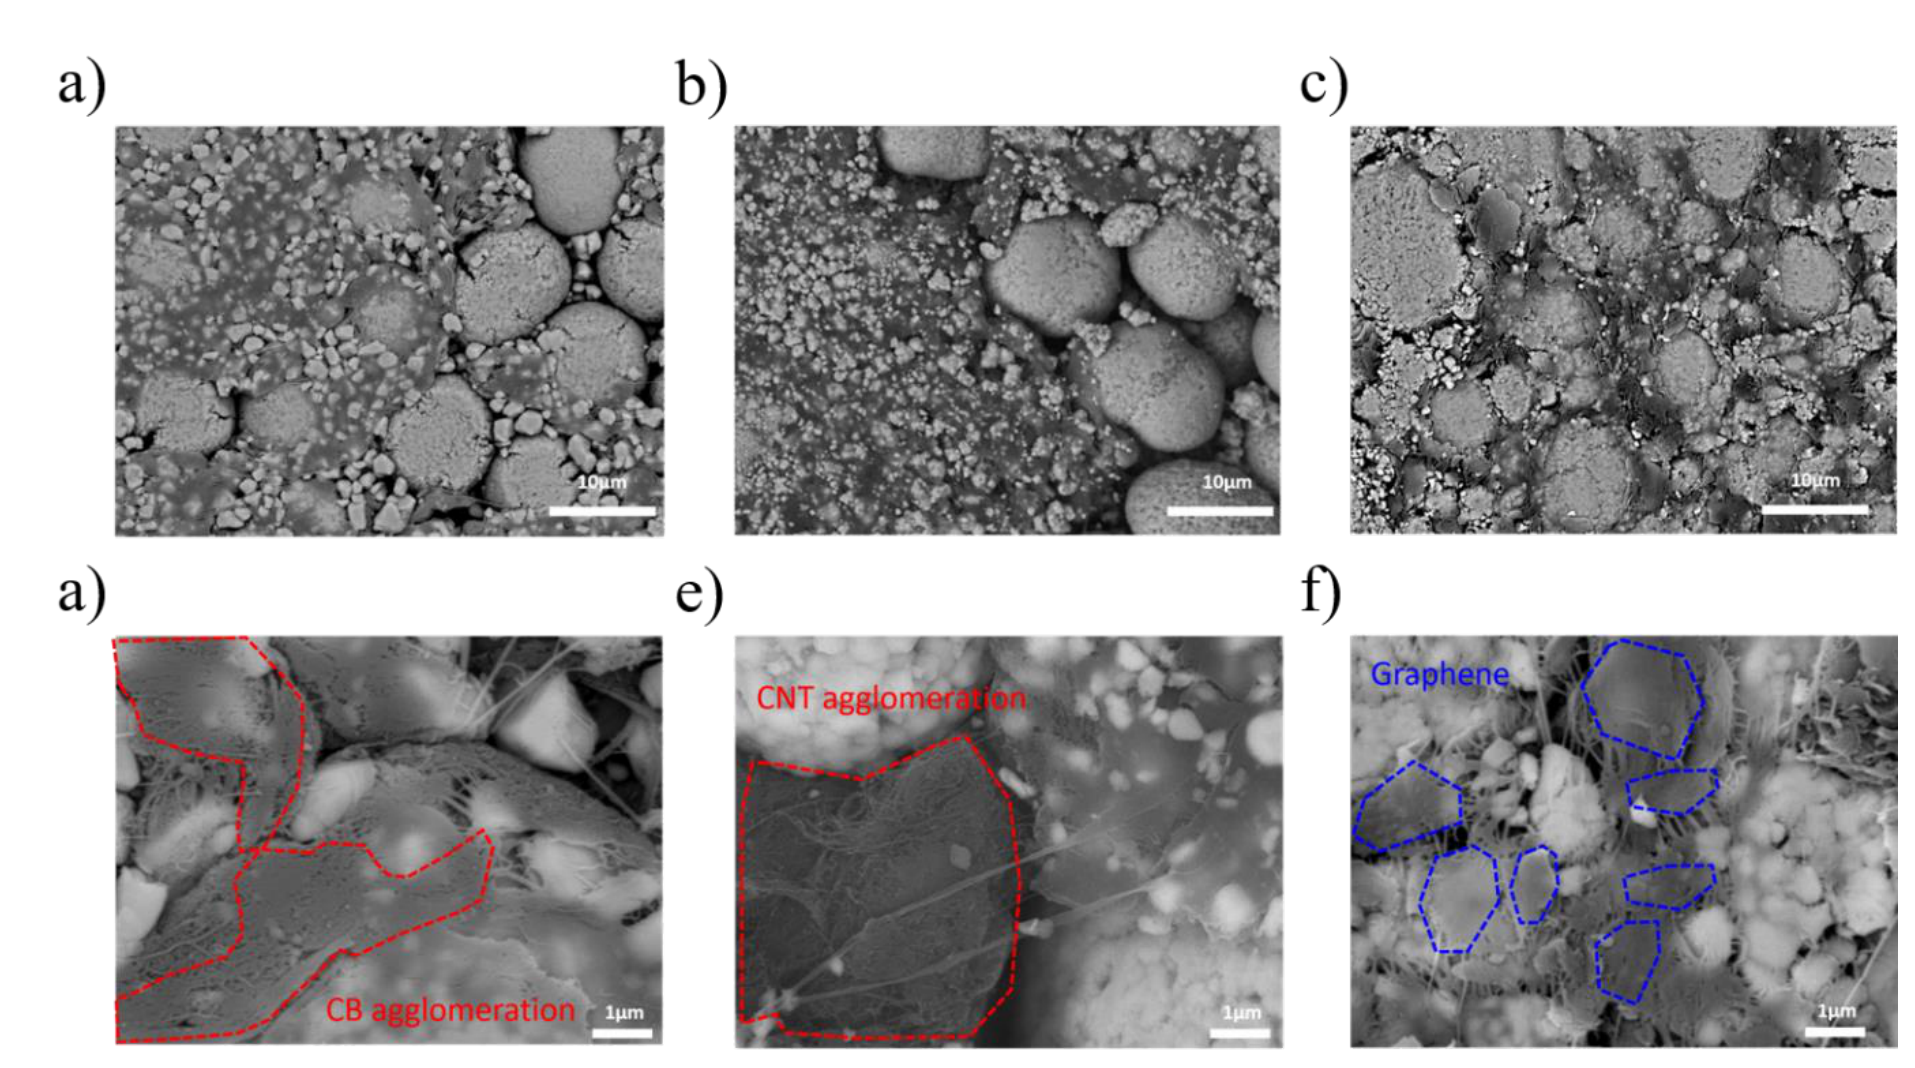 a)
b)
c)
10μm
10μm
10μm
a)
e)
f)
CB agglomeration
1μm
CNT agglomeration
1μm
Graphene
1μm